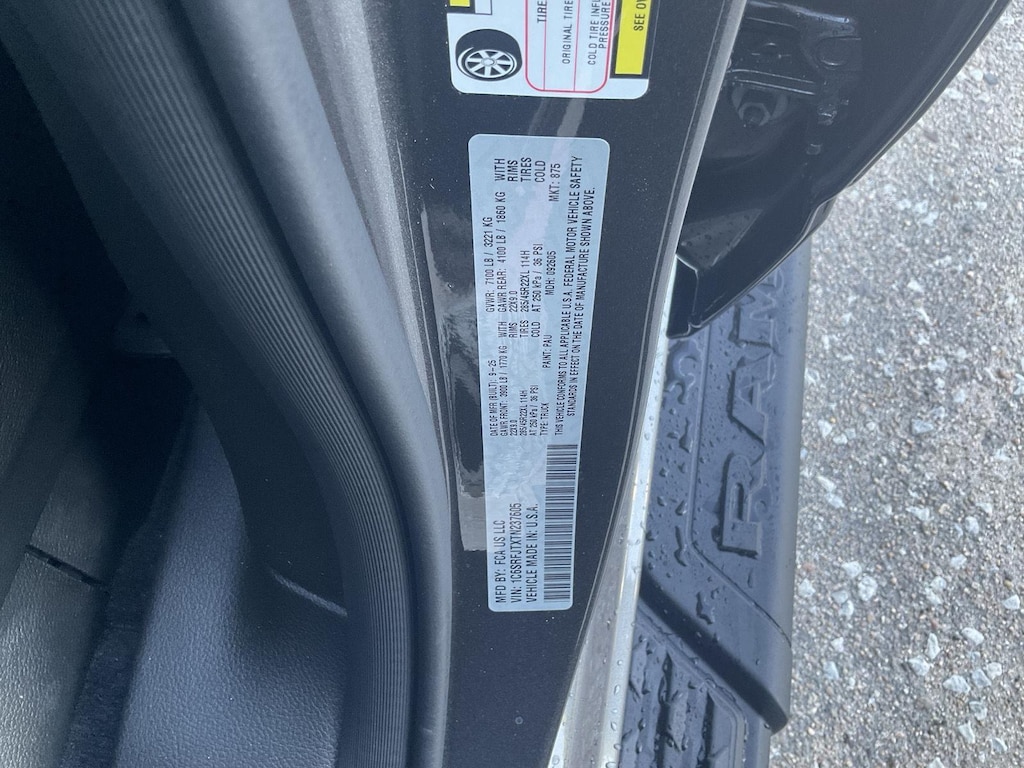 MFD BY: FCA US LLC
VIN: 1C6SRFJTXTN237605
VEHICLE MADE IN: U.S.A.
DATE OF MFR (BUILT): 9-25 GVWR: 7100 LB / 3221 KG
GAWR FRONT: 3900 LB / 1770 KG WITH GAWR REAR: 4100 LB / 1860 KG WITH
22X9.0 RIMS 22X9.0 RIMS
285/45R22XL 114H TIRES 285/45R22XL 114H TIRES
AT 250 kPa / 36 PSI COLD AT 250 kPa / 36 PSI COLD
TYPE: TRUCK PAINT: PAU MDH: 092605 MKT: 875
THIS VEHICLE CONFORMS TO ALL APPLICABLE U.S.A. FEDERAL MOTOR VEHICLE SAFETY
STANDARDS IN EFFECT ON THE DATE OF MANUFACTURE SHOWN ABOVE.
TIRE
ORIGINAL TIRE
COLD TIRE
PRESSURE
SEE
RAM